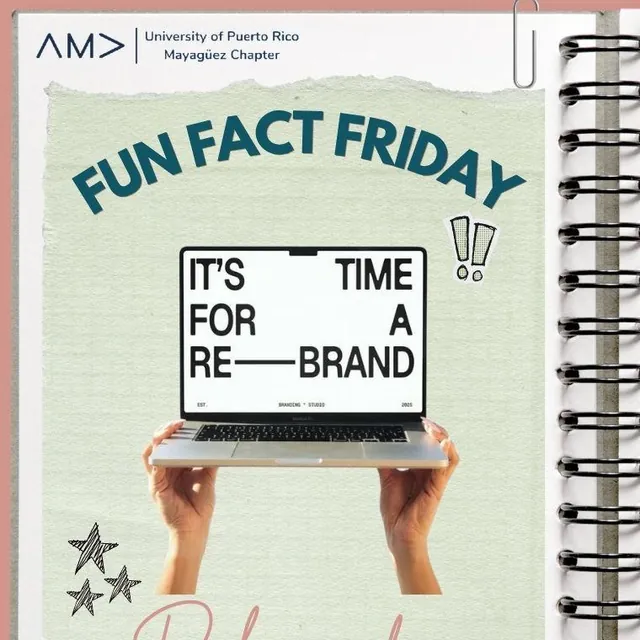 AMA
University of Puerto Rico
Mayagüez Chapter
FUN FACT FRIDAY
!!
IT'S TIME
FOR A
RE——BRAND
EST. BRANDING * STUDIO 2025